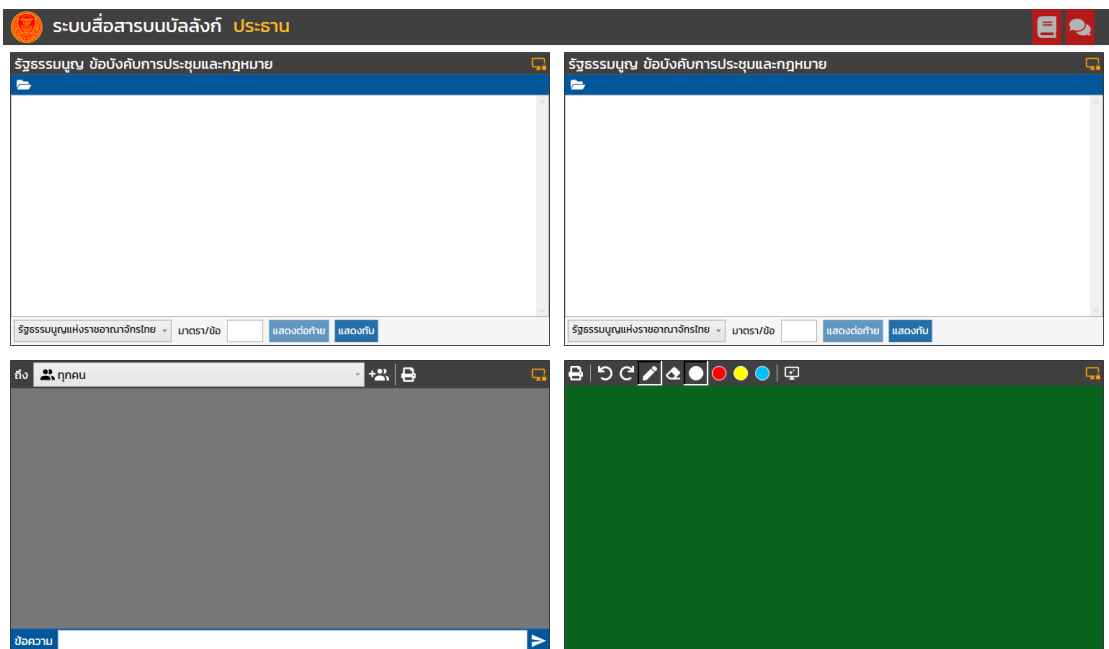 ระบบสื่อสารบนบัลลังก์ ประธาน
รัฐธรรมนูญ ข้อบังคับการประชุมและกฎหมาย
รัฐธรรมนูญแห่งราชอาณาจักรไทย มาตรา/ข้อ แสดงต่อท้าย แสดงทับ
รัฐธรรมนูญ ข้อบังคับการประชุมและกฎหมาย
รัฐธรรมนูญแห่งราชอาณาจักรไทย มาตรา/ข้อ แสดงต่อท้าย แสดงทับ
ถึง ทุกคน
ข้อความ